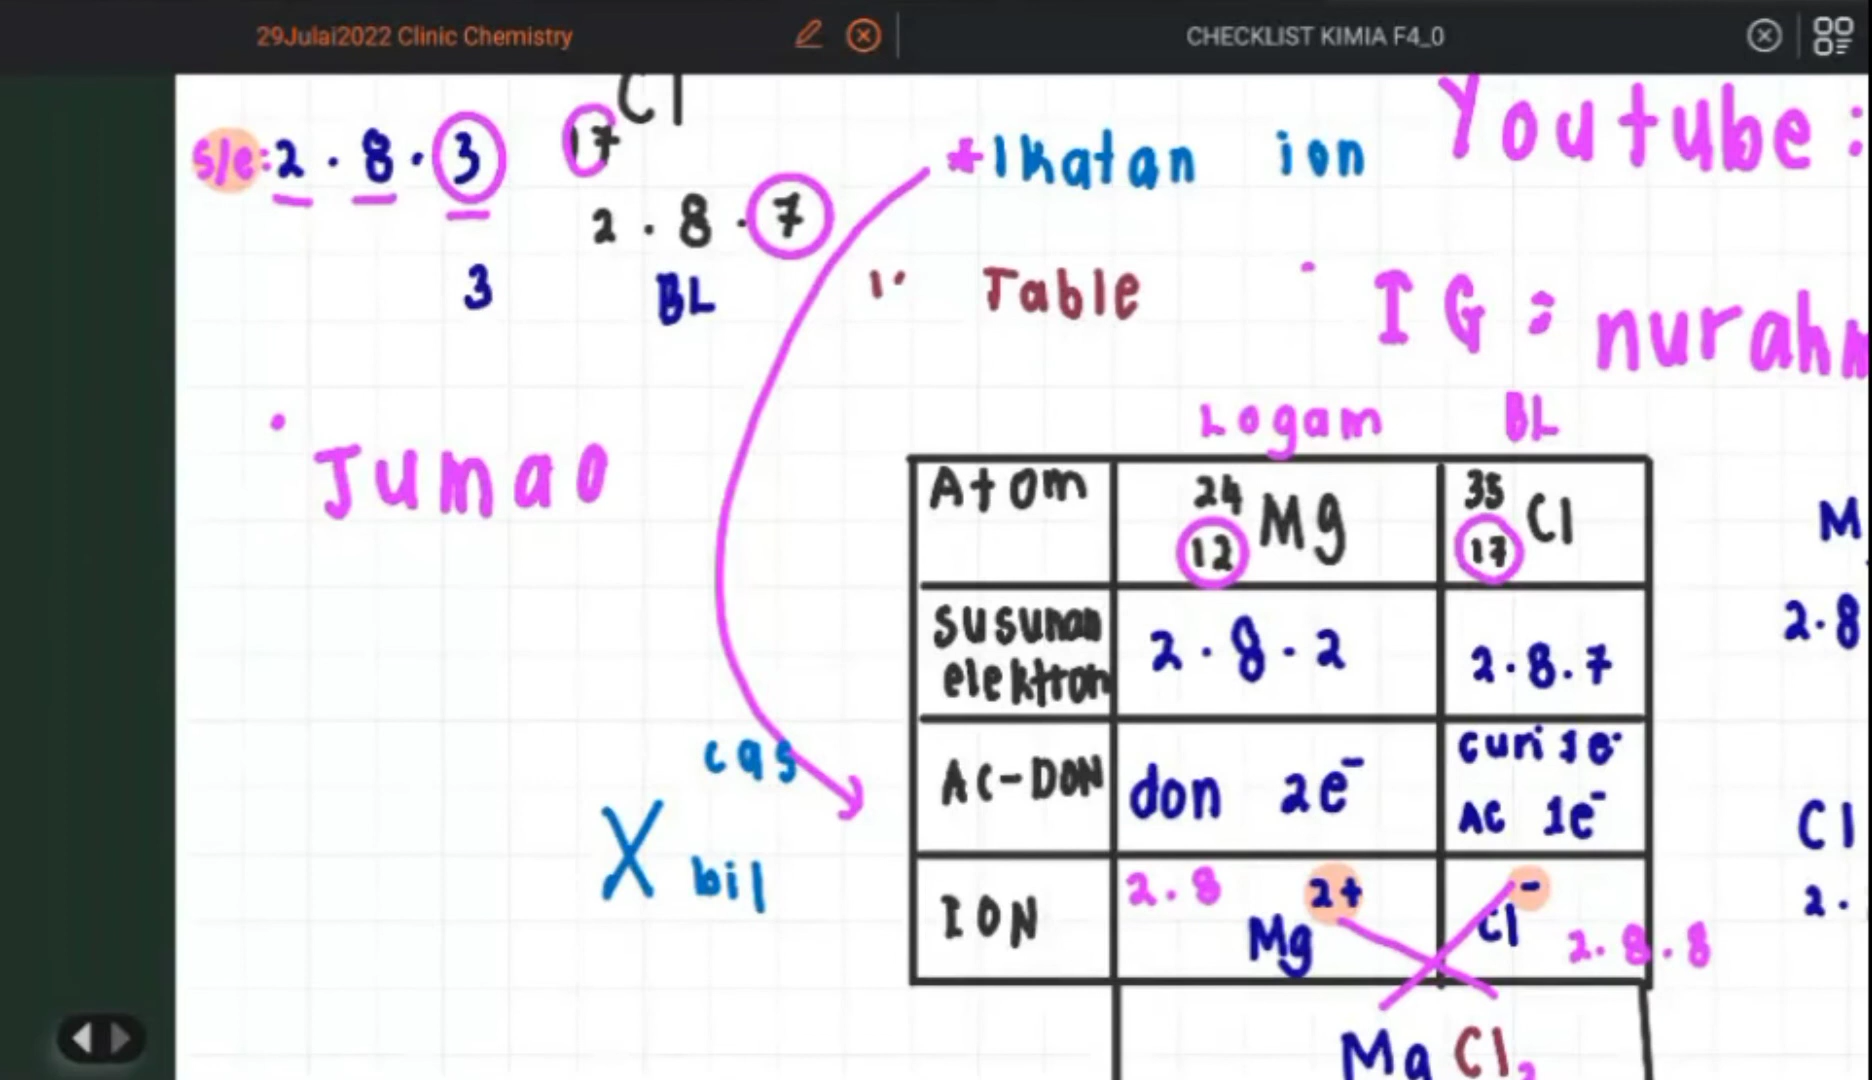 29Julai2022 Clinic Chemistry
CHECKLIST KIMIA F4_0
s/e: 2 . 8 . 3
17 Cl
2 . 8 . 7
3
BL
* Ikatan ion
1. Table
Youtube :
IG : nurah
Jumao
cas
X bil
Logam
BL
Atom
24
12 Mg
35
17 Cl
susunan
elektron
2 . 8 . 2
2 . 8 . 7
AC-DON
don 2e⁻
curi 1e⁻
AC 1e⁻
ION
2 . 8
Mg²⁺
Cl⁻
2 . 8 . 8
Mg Cl₂
M
2 . 8
Cl
2 .